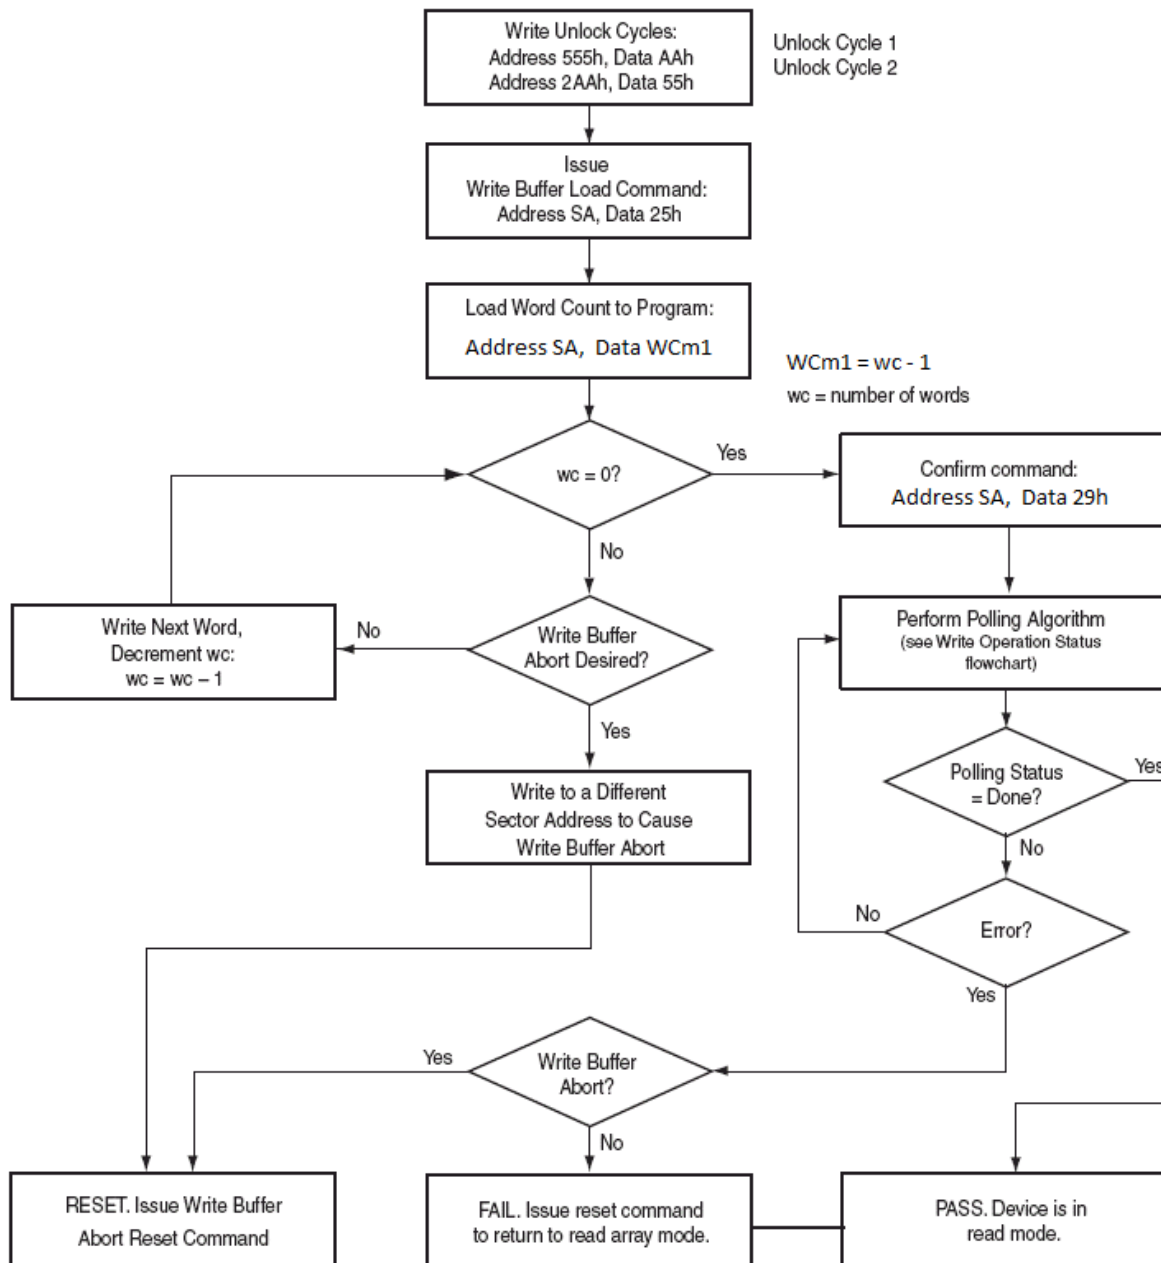 Write Unlock Cycles:
Address 555h, Data AAh
Address 2AAh, Data 55h
Unlock Cycle 1
Unlock Cycle 2
Issue
Write Buffer Load Command:
Address SA, Data 25h
Load Word Count to Program:
Address SA, Data WCm1
WCm1 = wc - 1
wc = number of words
wc = 0?
Yes
Confirm command:
Address SA, Data 29h
No
Write Next Word,
Decrement wc:
wc = wc – 1
No
Write Buffer
Abort Desired?
Perform Polling Algorithm
(see Write Operation Status
flowchart)
Yes
Polling Status
= Done?
Yes
Write to a Different
Sector Address to Cause
Write Buffer Abort
No
No
Error?
Yes
Yes
Write Buffer
Abort?
No
RESET. Issue Write Buffer
Abort Reset Command
FAIL. Issue reset command
to return to read array mode.
PASS. Device is in
read mode.